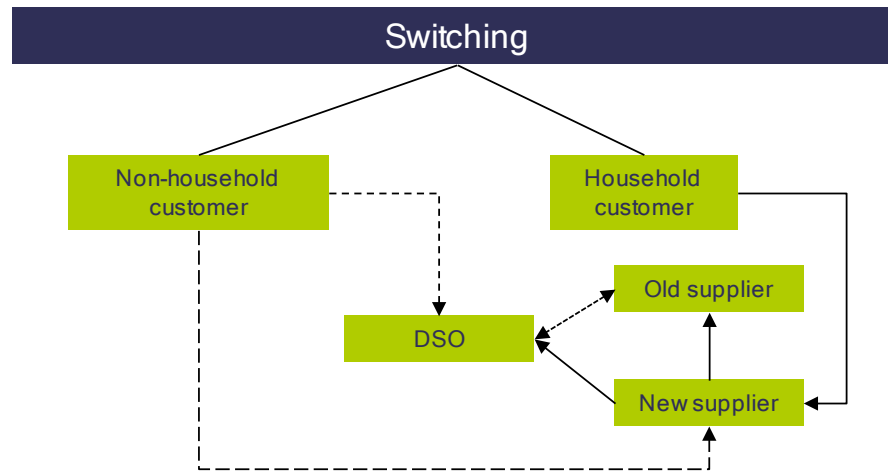 Switching
Non-household
customer
Household
customer
Old supplier
DSO
New supplier